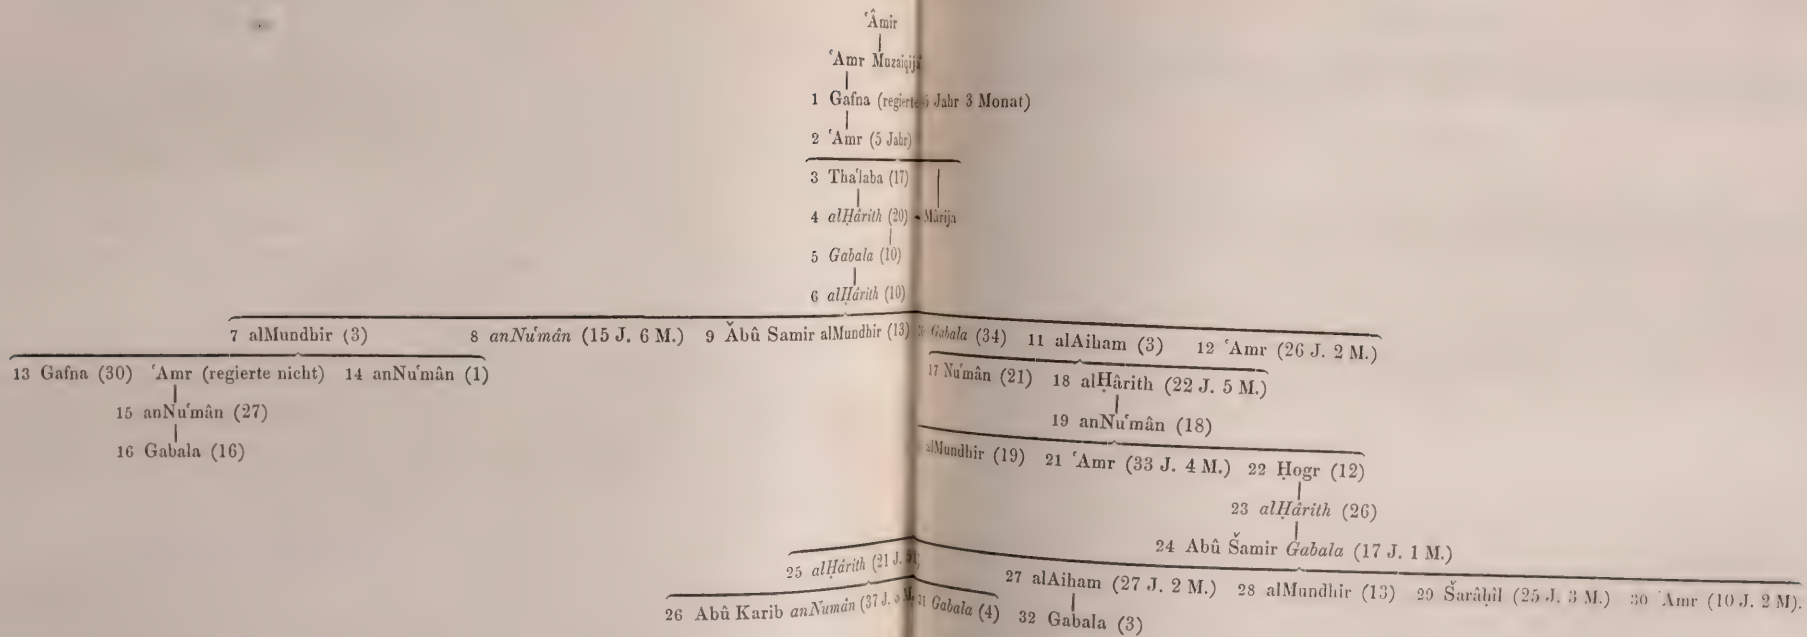 ʿÂmir
ʿAmr Muzaiqijâ
1 Gafna (regierte 5 Jahr 3 Monat)
2 ʿAmr (5 Jahr)
3 Thaʿlaba (17)
4 alḤârith (20) - Mârija
5 Gabala (10)
6 alḤârith (10)
7 alMundhir (3) 8 anNuʿmân (15 J. 6 M.) 9 Ǎbû Samir alMundhir (13) Gabala (34) 11 alAiham (3) 12 ʿAmr (26 J. 2 M.)
13 Gafna (30) ʿAmr (regierte nicht) 14 anNuʿmân (1) 17 Nuʿmân (21) 18 alḤârith (22 J. 5 M.)
15 anNuʿmân (27) 19 anNuʿmân (18)
16 Gabala (16) alMundhir (19) 21 ʿAmr (33 J. 4 M.) 22 Ḥogr (12)
23 alḤârith (26)
24 Abû Šamir Gabala (17 J. 1 M.)
25 alḤârith (21 J.
27 alAiham (27 J. 2 M.) 28 alMundhir (13) 29 Šarâḥîl (25 J. 3 M.) 30 ʿAmr (10 J. 2 M).
26 Abû Karib anNumân (37 J. 31 Gabala (4) 32 Gabala (3)